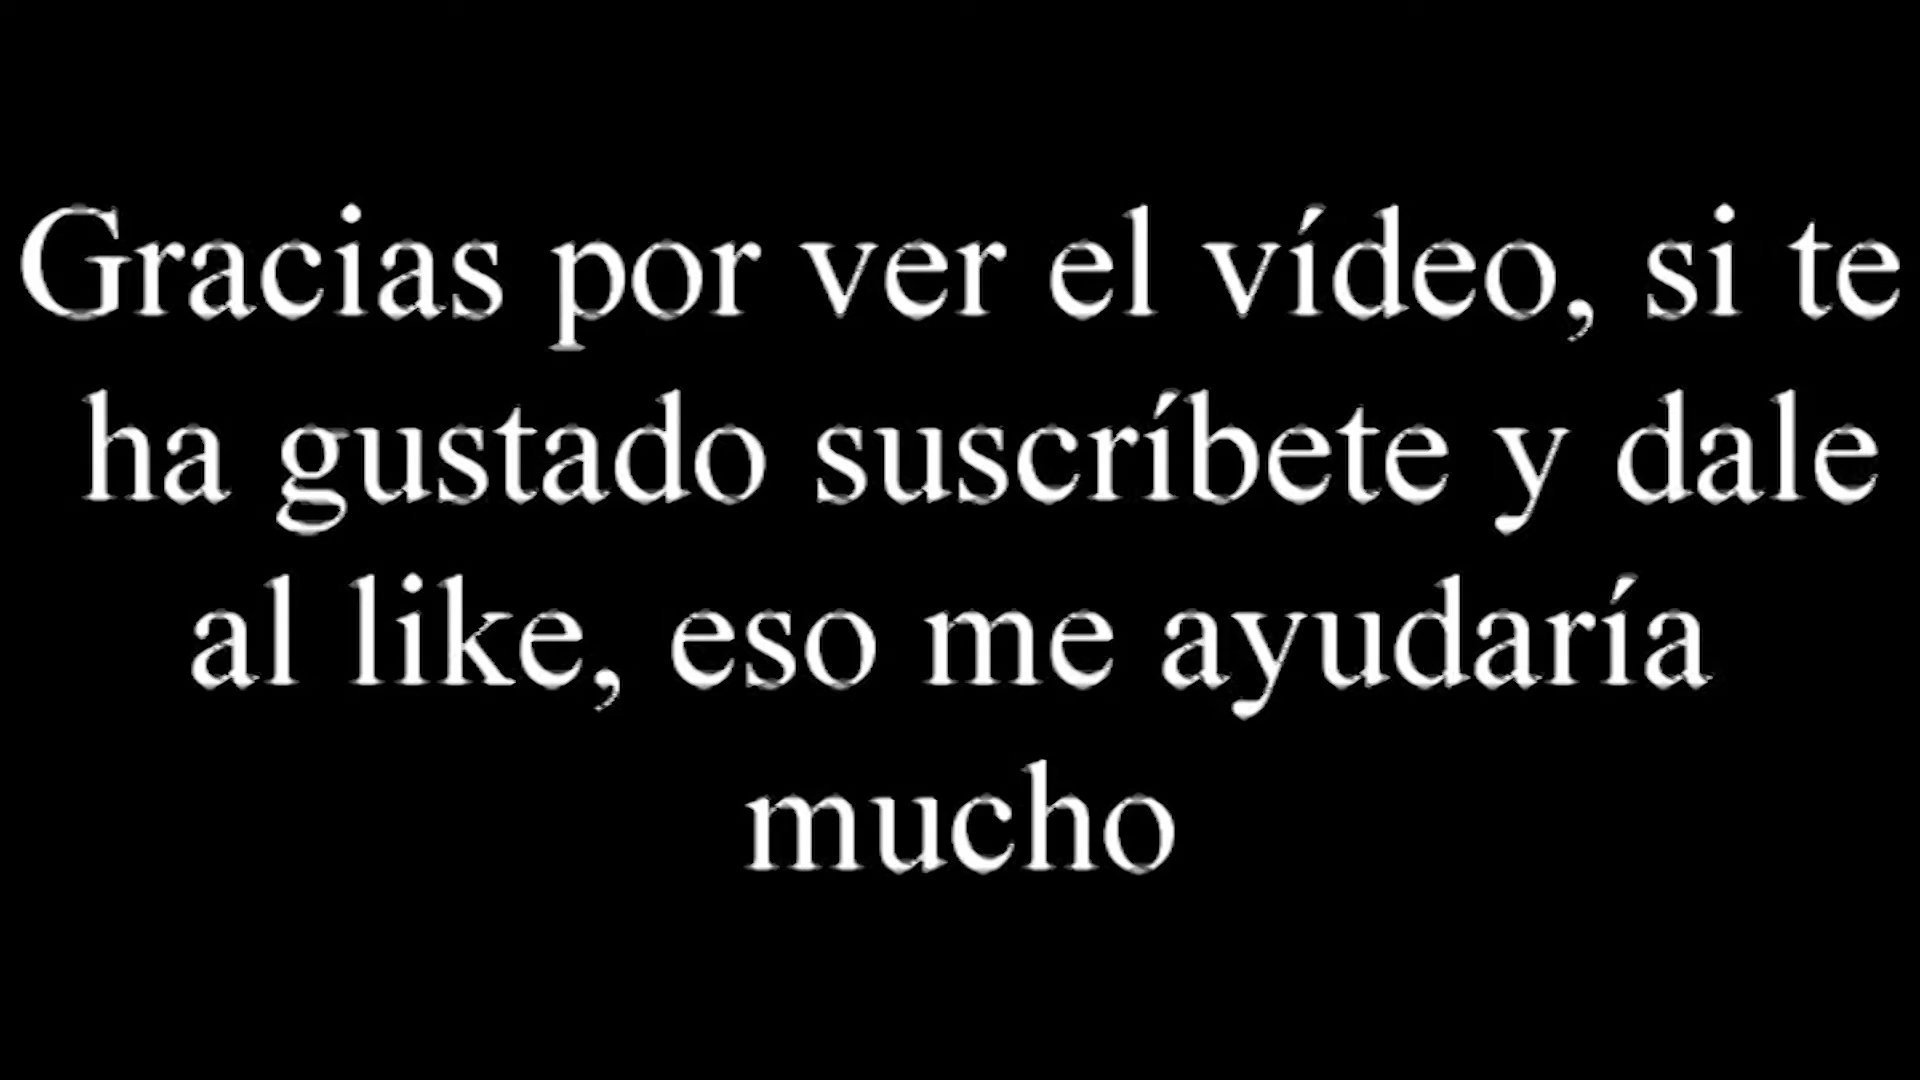 Gracias por ver el vídeo, si te
ha gustado suscríbete y dale
al like, eso me ayudaría
mucho